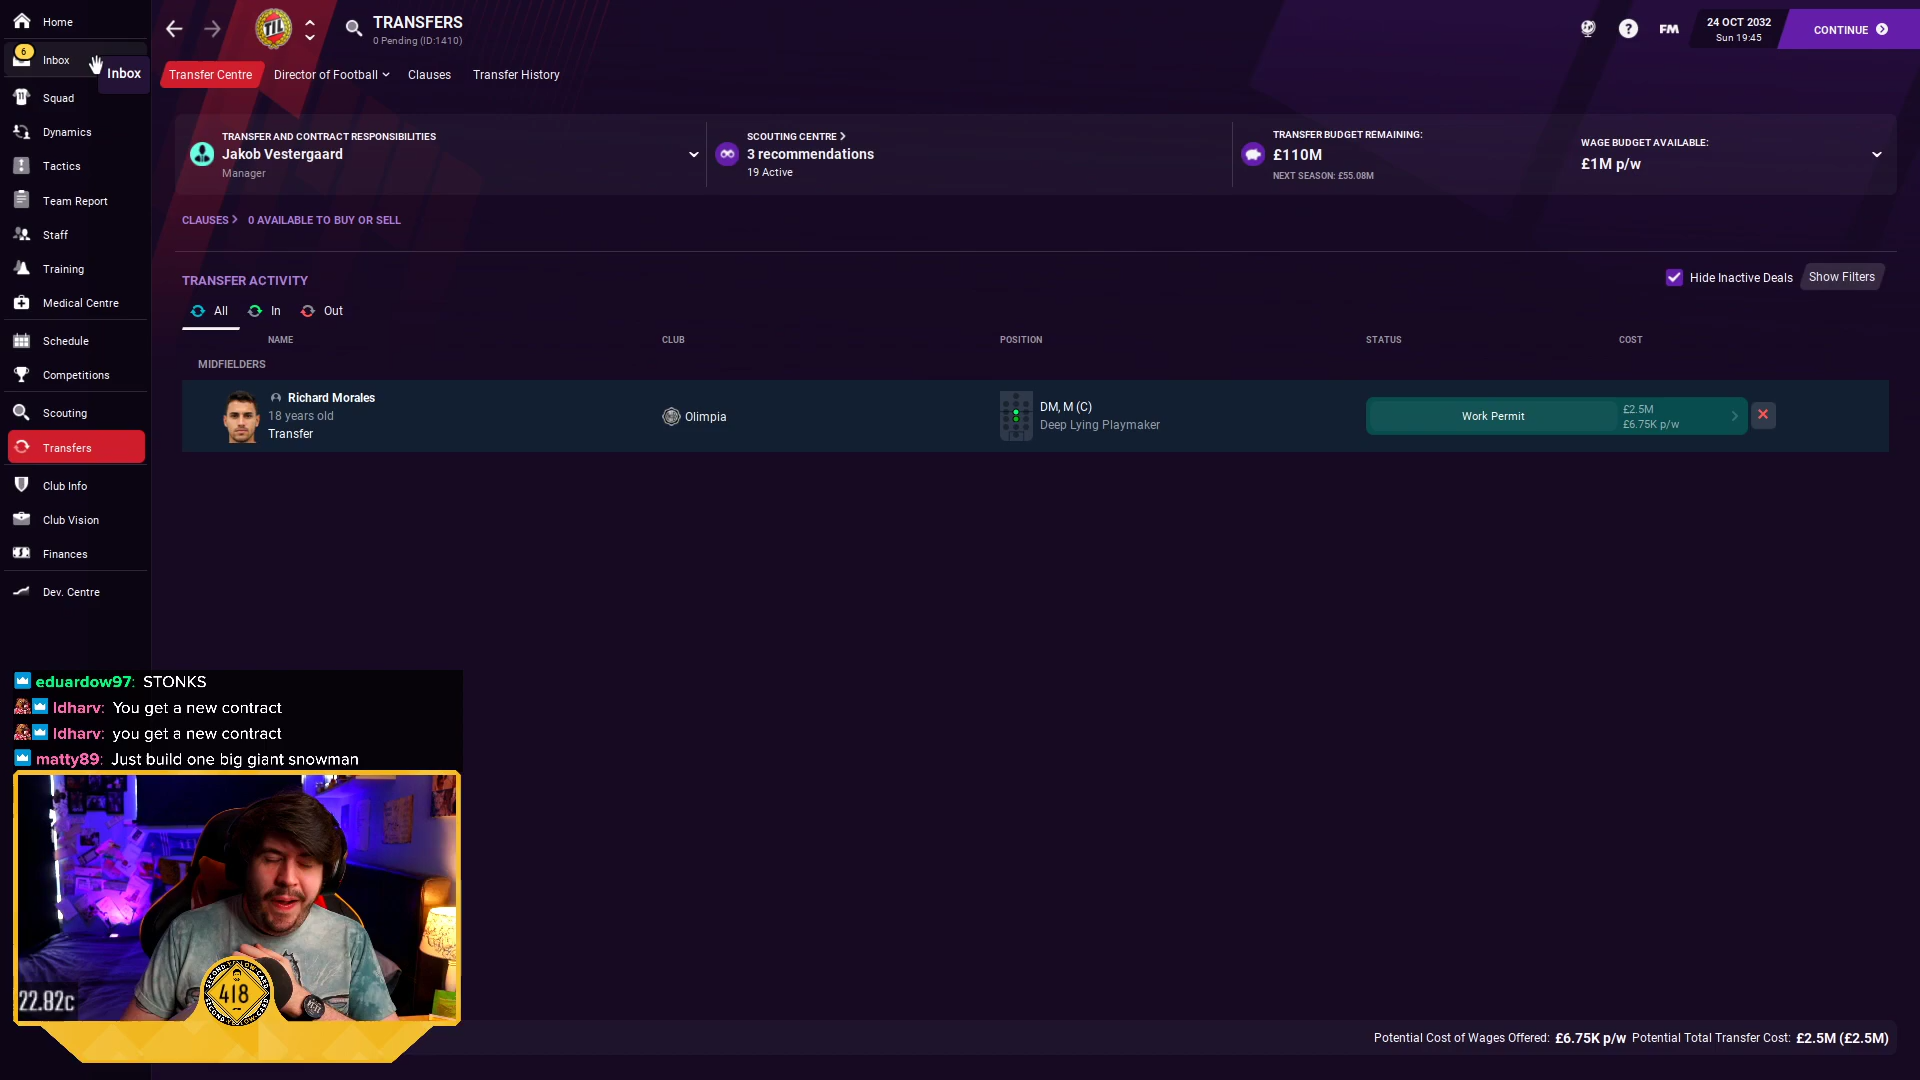 Home
6
Inbox
Inbox
Squad
Dynamics
Tactics
Team Report
Staff
Training
Medical Centre
Schedule
Competitions
Scouting
Transfers
Club Info
Club Vision
Finances
Dev. Centre
TIL
TRANSFERS
0 Pending (ID:1410)
FM
24 OCT 2032
Sun 19:45
CONTINUE
Transfer Centre
Director of Football
Clauses
Transfer History
TRANSFER AND CONTRACT RESPONSIBILITIES
Jakob Vestergaard
Manager
SCOUTING CENTRE
3 recommendations
19 Active
TRANSFER BUDGET REMAINING:
£110M
NEXT SEASON: £55.08M
WAGE BUDGET AVAILABLE:
£1M p/w
CLAUSES 0 AVAILABLE TO BUY OR SELL
TRANSFER ACTIVITY
Hide Inactive Deals
Show Filters
All In Out
NAME CLUB POSITION STATUS COST
MIDFIELDERS
Richard Morales
18 years old
Transfer
Olimpia
DM, M (C)
Deep Lying Playmaker
Work Permit
£2.5M
£6.75K p/w
eduardow97: STONKS
ldharv: You get a new contract
ldharv: you get a new contract
matty89: Just build one big giant snowman
22.82c
SECOND YELLOW CARD
418
SECOND YELLOW CARD
Potential Cost of Wages Offered: £6.75K p/w Potential Total Transfer Cost: £2.5M (£2.5M)